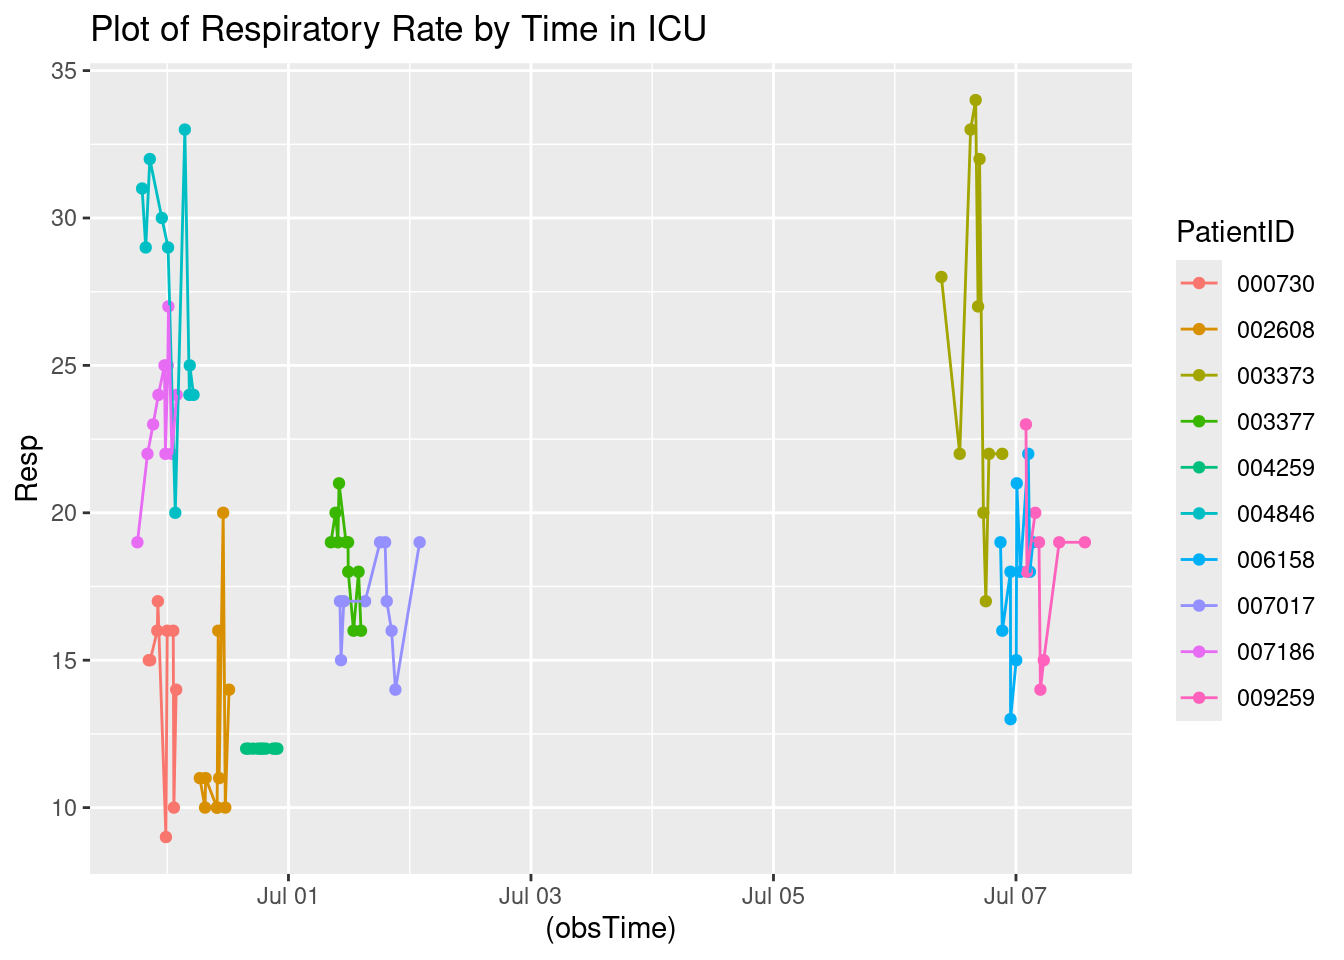 Plot of Respiratory Rate by Time in ICU
35
30
25
20
15
10
Resp
Jul 01
Jul 03
Jul 05
Jul 07
(obsTime)
PatientID
000730
002608
003373
003377
004259
004846
006158
007017
007186
009259